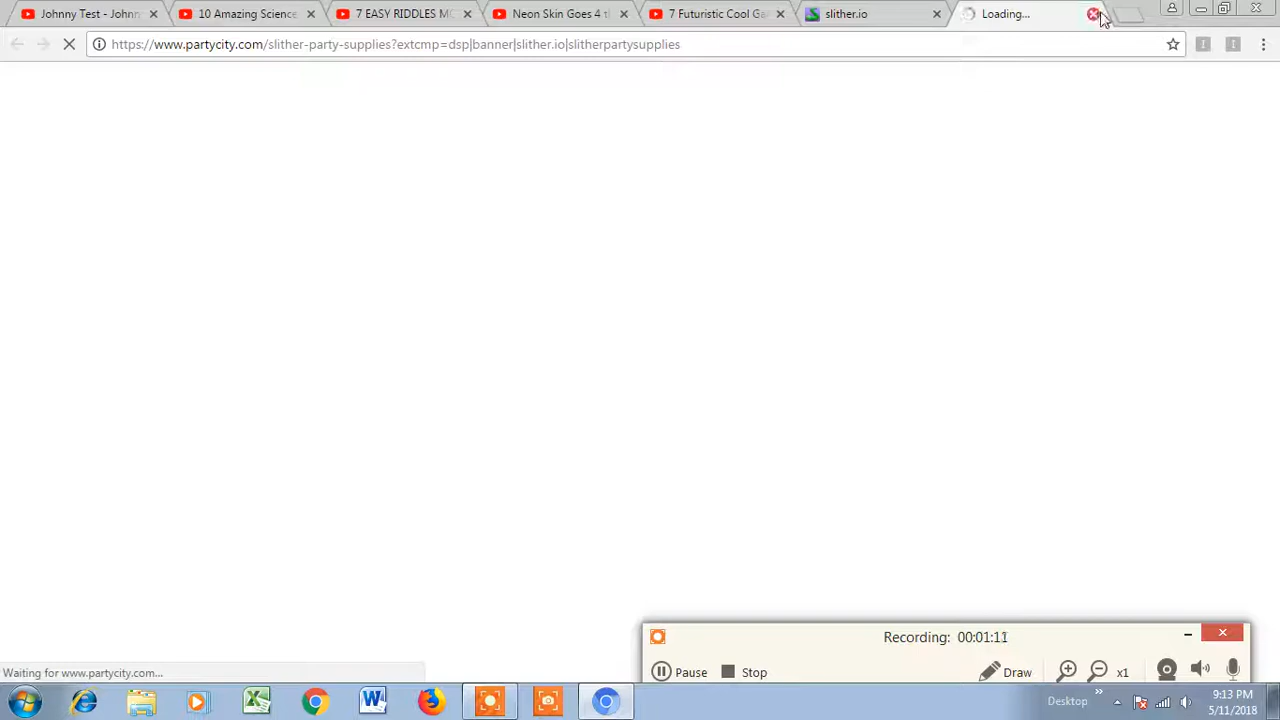 Johnny Test - Johnn
10 Amazing Science
7 EASY RIDDLES MO
Neon Skin Goes 4 t
7 Futuristic Cool Ga
slither.io
Loading...
https://www.partycity.com/slither-party-supplies?extcmp=dsp|banner|slither.io|slitherpartysupplies
Recording: 00:01:11
Waiting for www.partycity.com...
Pause
Stop
Draw
x1
Desktop
9:13 PM
5/11/2018